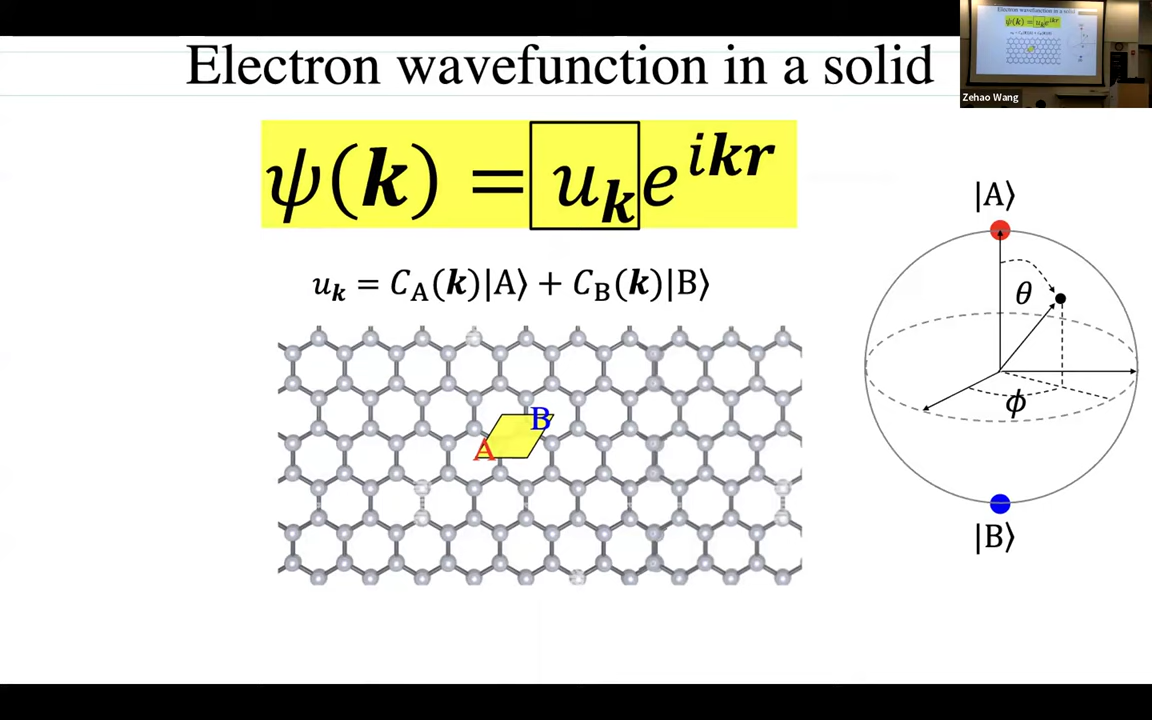 Electron wavefunction in a solid
ψ(k) = u_k e^{ikr}
u_k = C_A(k)|A⟩ + C_B(k)|B⟩
B
A
|A⟩
θ
ϕ
|B⟩
Zehao Wang